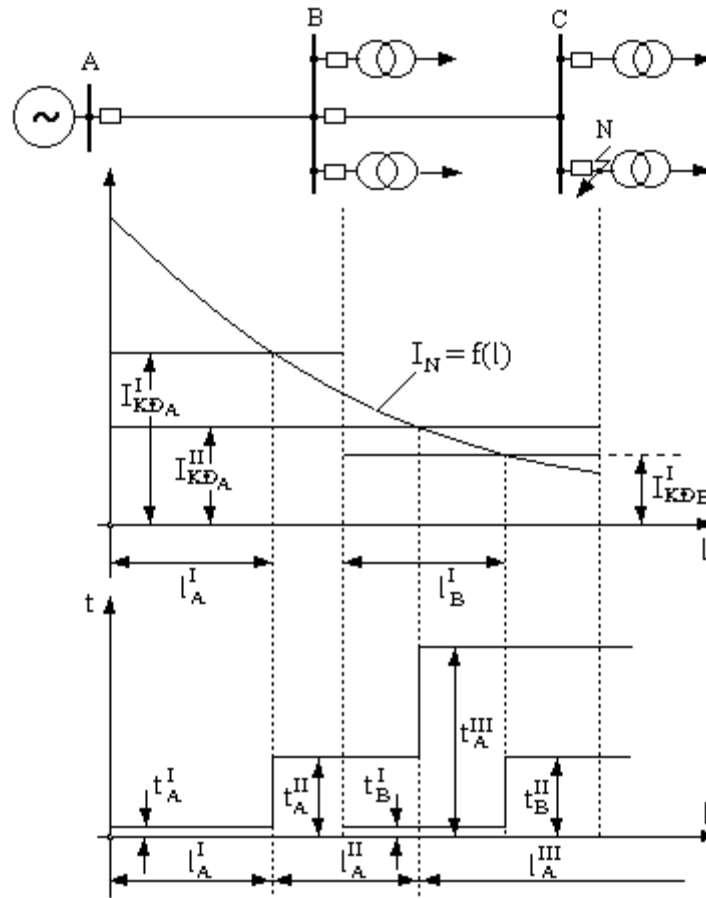 A
B
C
~
N
I_N = f(l)
I^I_KĐA
I^II_KĐA
I^I_KĐB
l
l^I_A
l^I_B
t
t^I_A
t^II_A
t^I_B
t^III_A
t^II_B
l
l^I_A
l^II_A
l^III_A